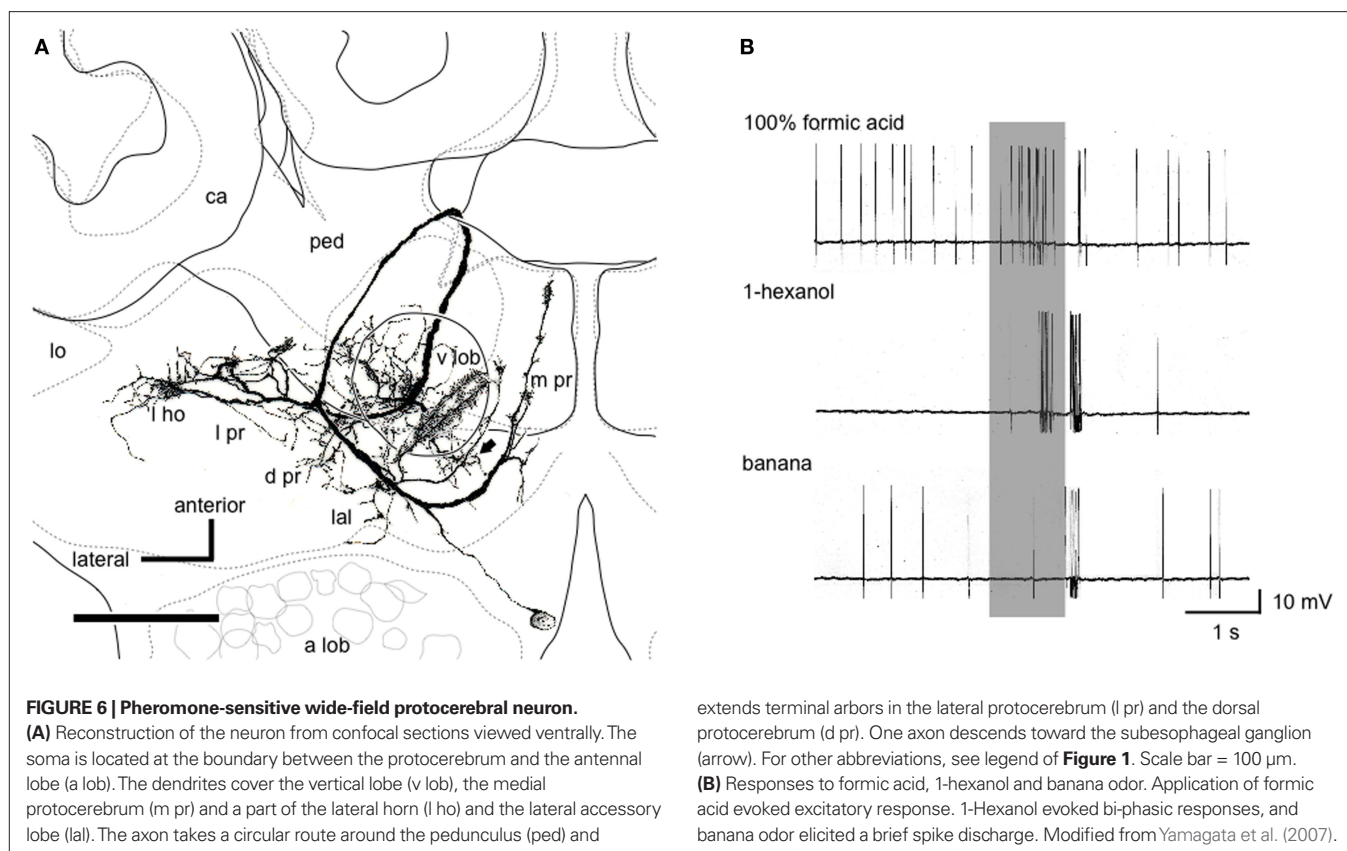 A
ca
ped
lo
v lob
m pr
l ho
l pr
d pr
anterior
lal
lateral
a lob
B
100% formic acid
1-hexanol
banana
10 mV
1 s
FIGURE 6 | Pheromone-sensitive wide-field protocerebral neuron.
(A) Reconstruction of the neuron from confocal sections viewed ventrally. The
soma is located at the boundary between the protocerebrum and the antennal
lobe (a lob). The dendrites cover the vertical lobe (v lob), the medial
protocerebrum (m pr) and a part of the lateral horn (l ho) and the lateral accessory
lobe (lal). The axon takes a circular route around the pedunculus (ped) and
extends terminal arbors in the lateral protocerebrum (l pr) and the dorsal
protocerebrum (d pr). One axon descends toward the subesophageal ganglion
(arrow). For other abbreviations, see legend of Figure 1. Scale bar = 100 μm.
(B) Responses to formic acid, 1-hexanol and banana odor. Application of formic
acid evoked excitatory response. 1-Hexanol evoked bi-phasic responses, and
banana odor elicited a brief spike discharge. Modified from Yamagata et al. (2007).